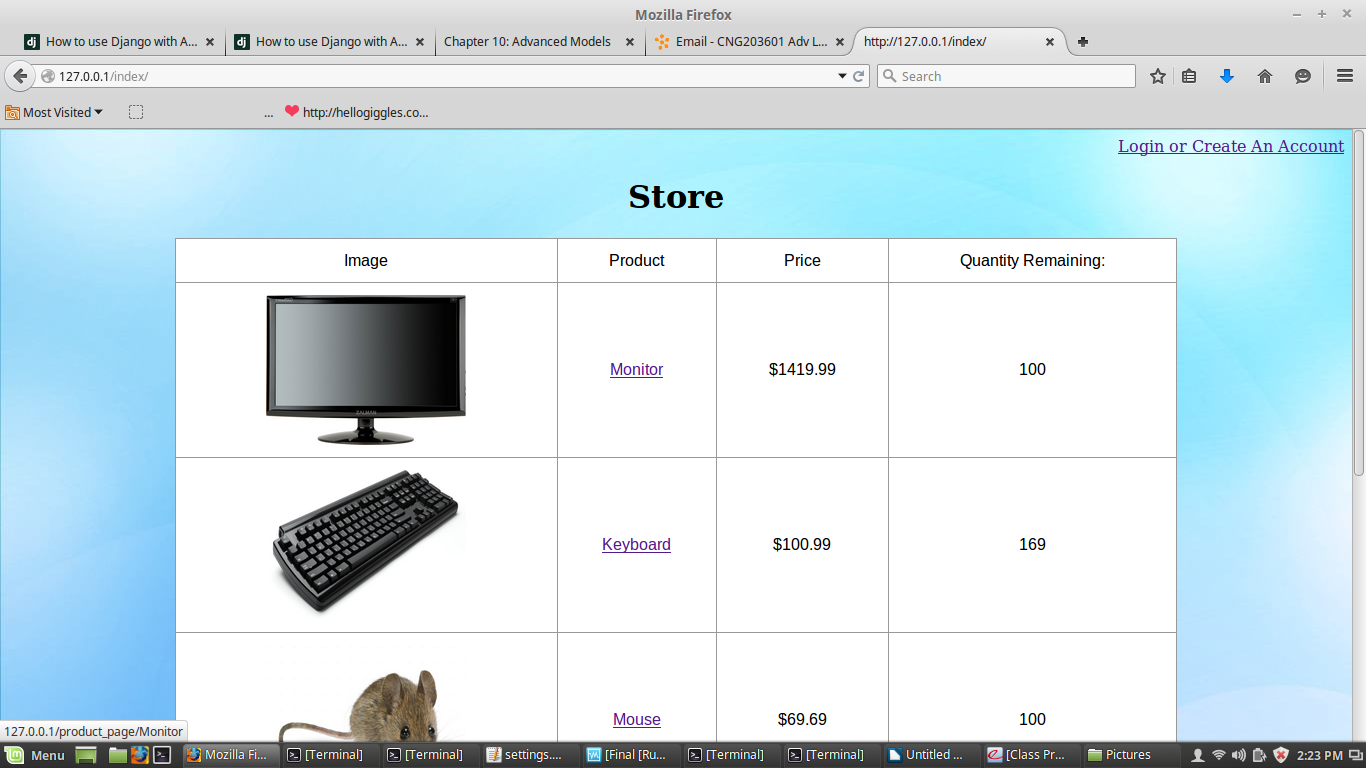 Mozilla Firefox
How to use Django with A... How to use Django with A... Chapter 10: Advanced Models Email - CNG203601 Adv L... http://127.0.0.1/index/
127.0.0.1/index/ Search
Most Visited ... http://hellogiggles.co...
Login or Create An Account
Store
Image Product Price Quantity Remaining:
ZALMAN
Monitor $1419.99 100
Keyboard $100.99 169
Mouse $69.69 100
127.0.0.1/product_page/Monitor
Menu Mozilla Fi... [Terminal] [Terminal] settings.... [Final [Ru... [Terminal] [Terminal] Untitled ... [Class Pr... Pictures 2:23 PM